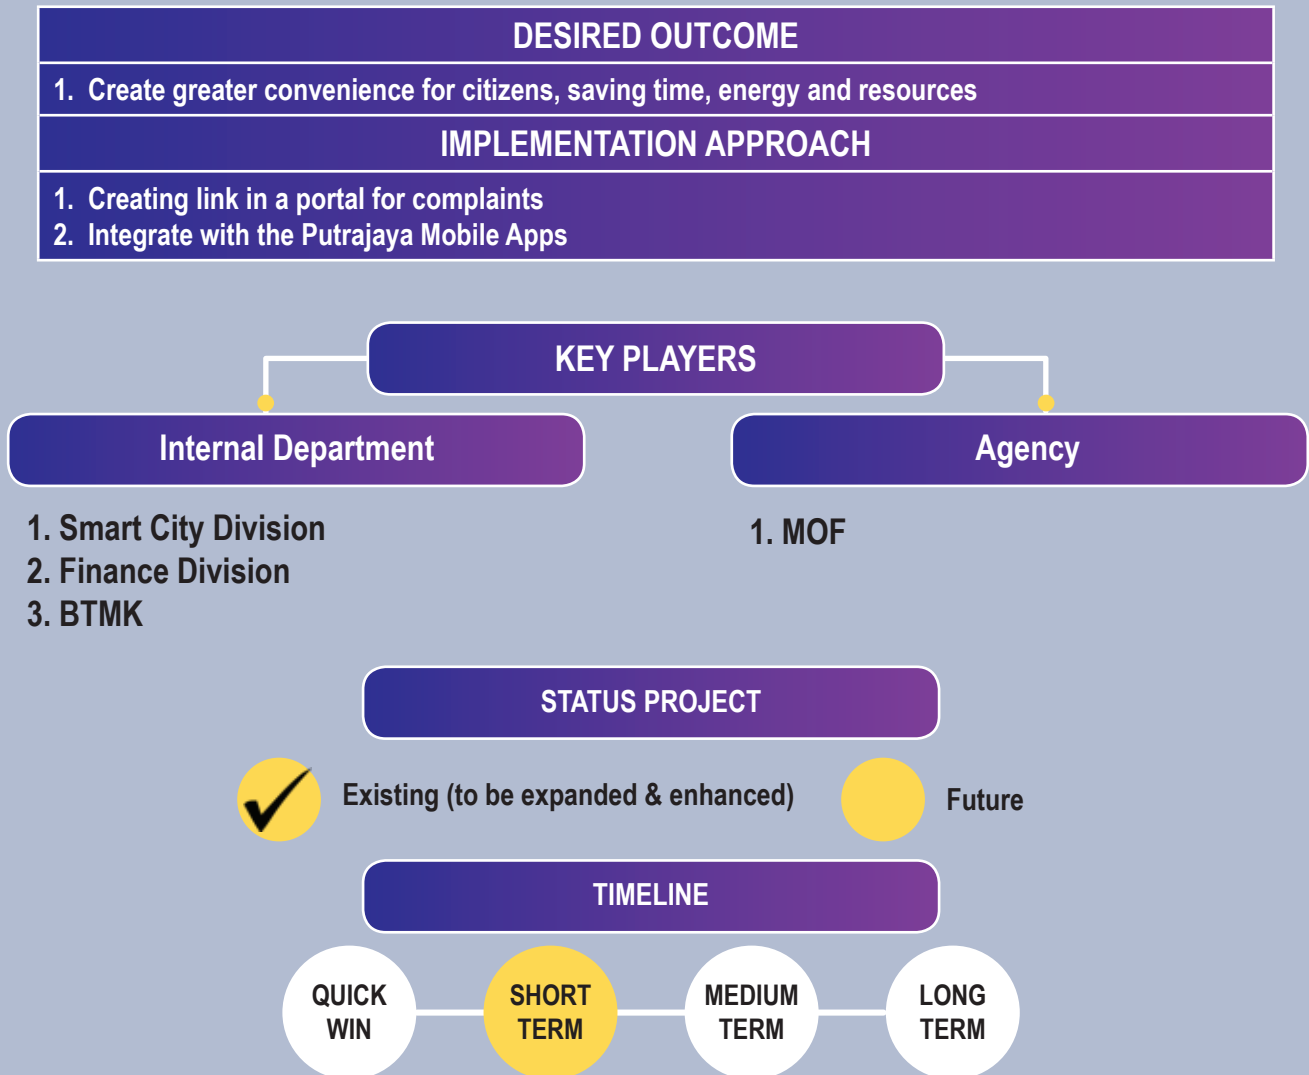 DESIRED OUTCOME
1. Create greater convenience for citizens, saving time, energy and resources
IMPLEMENTATION APPROACH
1. Creating link in a portal for complaints
2. Integrate with the Putrajaya Mobile Apps
KEY PLAYERS
Internal Department
1. Smart City Division
2. Finance Division
3. BTMK
Agency
1. MOF
STATUS PROJECT
Existing (to be expanded & enhanced)
Future
TIMELINE
QUICK
WIN
SHORT
TERM
MEDIUM
TERM
LONG
TERM